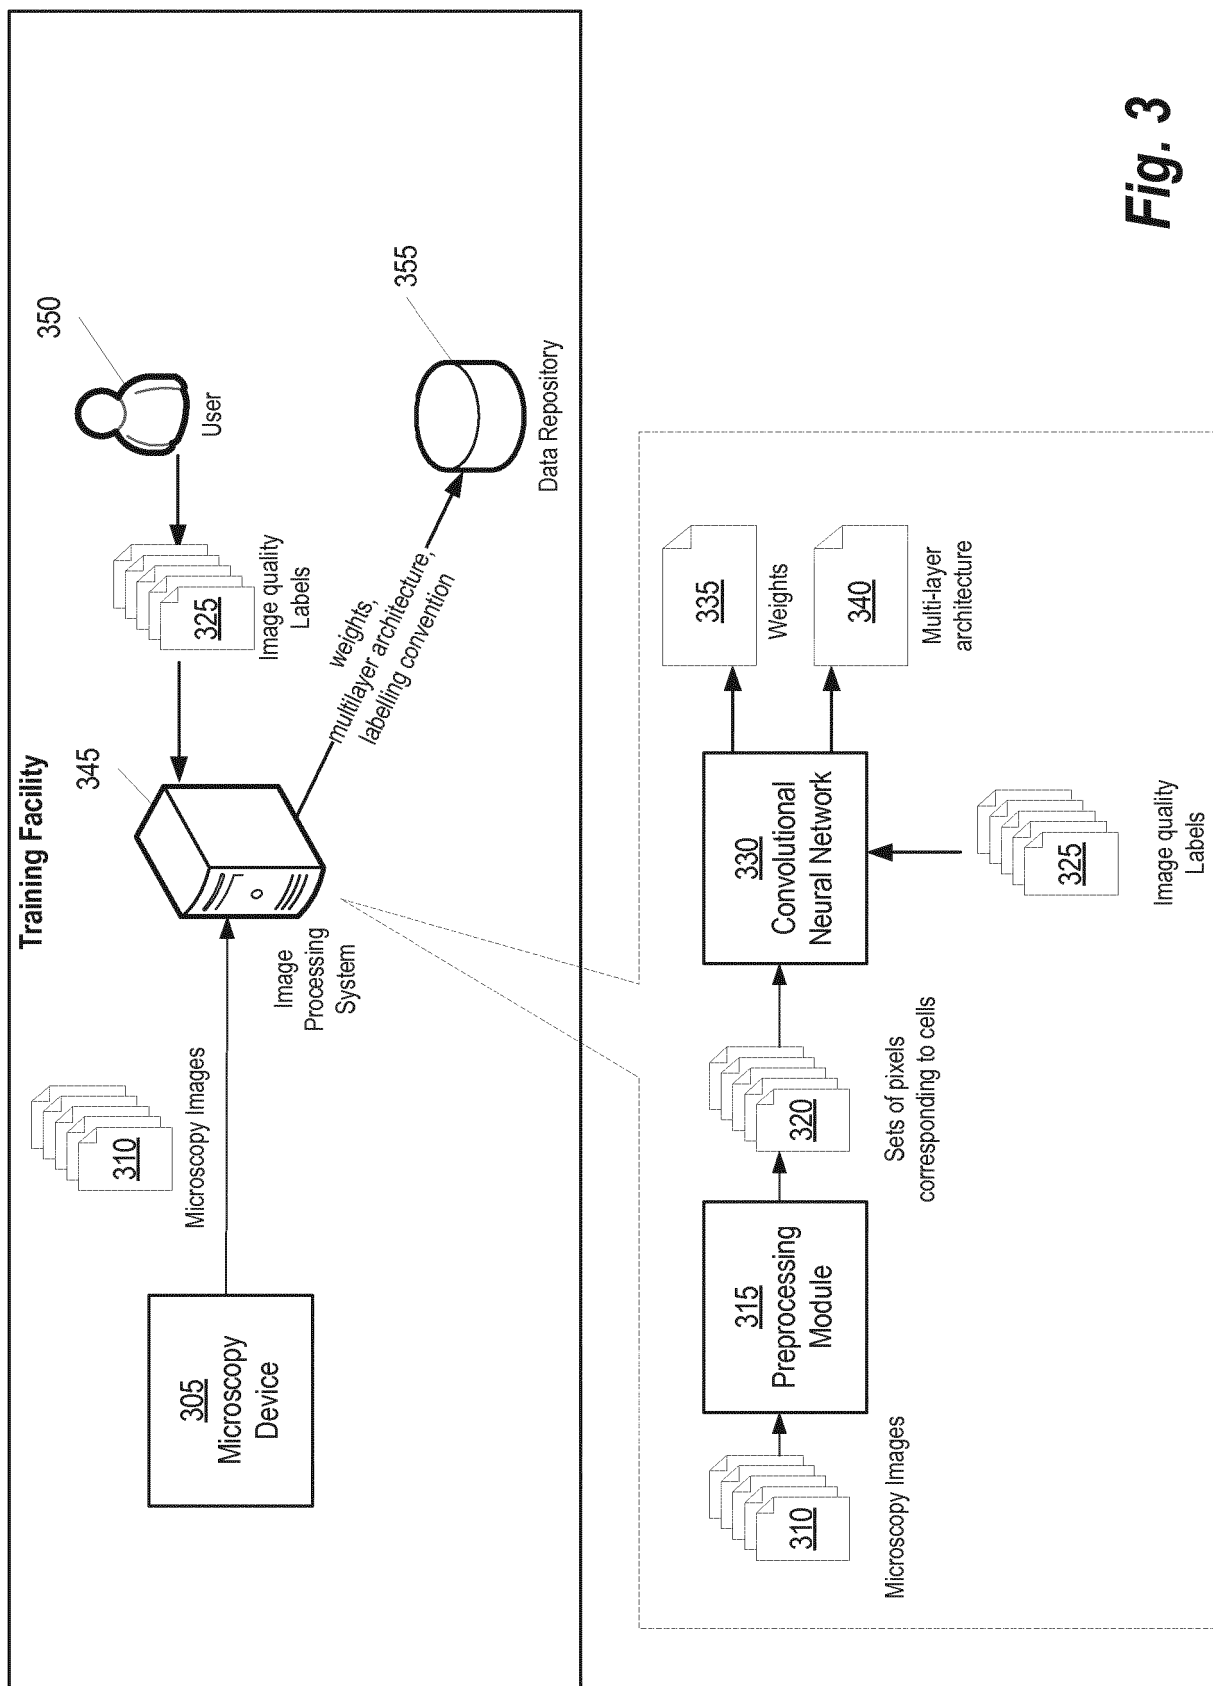 Training Facility
310
Microscopy Images
305
Microscopy
Device
345
Image
Processing
System
325
Image quality
Labels
350
User
weights,
multilayer architecture,
labelling convention
355
Data Repository
310
Microscopy Images
315
Preprocessing
Module
320
Sets of pixels
corresponding to cells
330
Convolutional
Neural Network
325
Image quality
Labels
335
Weights
340
Multi-layer
architecture
Fig. 3